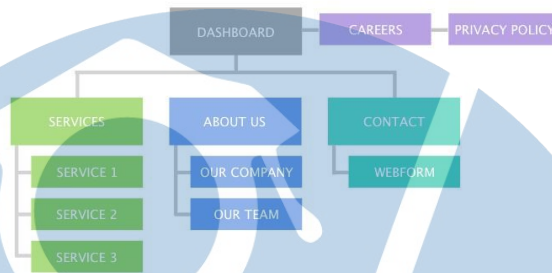 DASHBOARD
CAREERS
PRIVACY POLICY
SERVICES
ABOUT US
CONTACT
SERVICE 1
OUR COMPANY
WEBFORM
SERVICE 2
OUR TEAM
SERVICE 3